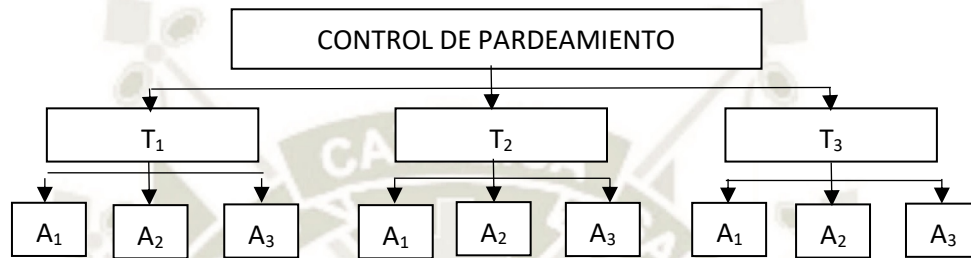 CONTROL DE PARDEAMIENTO
T₁ T₂ T₃
A₁ A₂ A₃ A₁ A₂ A₃ A₁ A₂ A₃